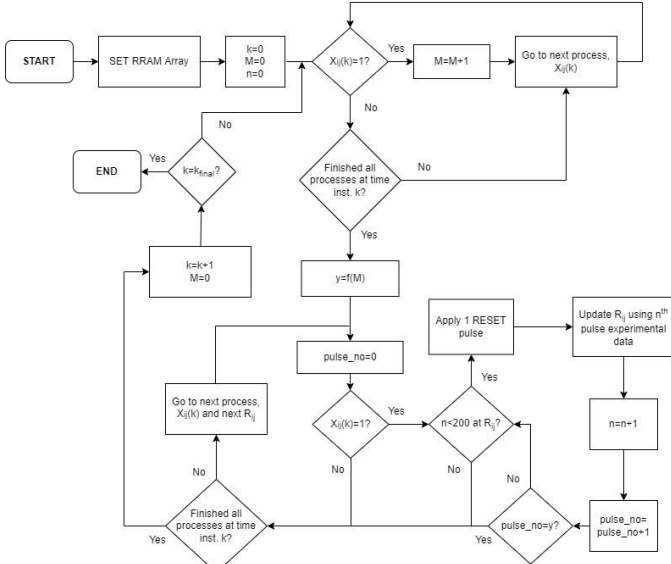 START
SET RRAM Array
k=0
M=0
n=0
Xij(k)=1?
Yes
M=M+1
Go to next process,
Xij(k)
No
No
Yes
END
k=kfinal?
Finished all
processes at time
inst. k?
No
Yes
k=k+1
M=0
y=f(M)
Apply 1 RESET
pulse
Update Rij using nth
pulse experimental
data
pulse_no=0
Go to next process,
Xij(k) and next Rij
Yes
Xij(k)=1?
Yes
n<200 at Rij?
n=n+1
No
No
No
No
Finished all
processes at time
inst. k?
Yes
pulse_no=y?
Yes
pulse_no=
pulse_no+1